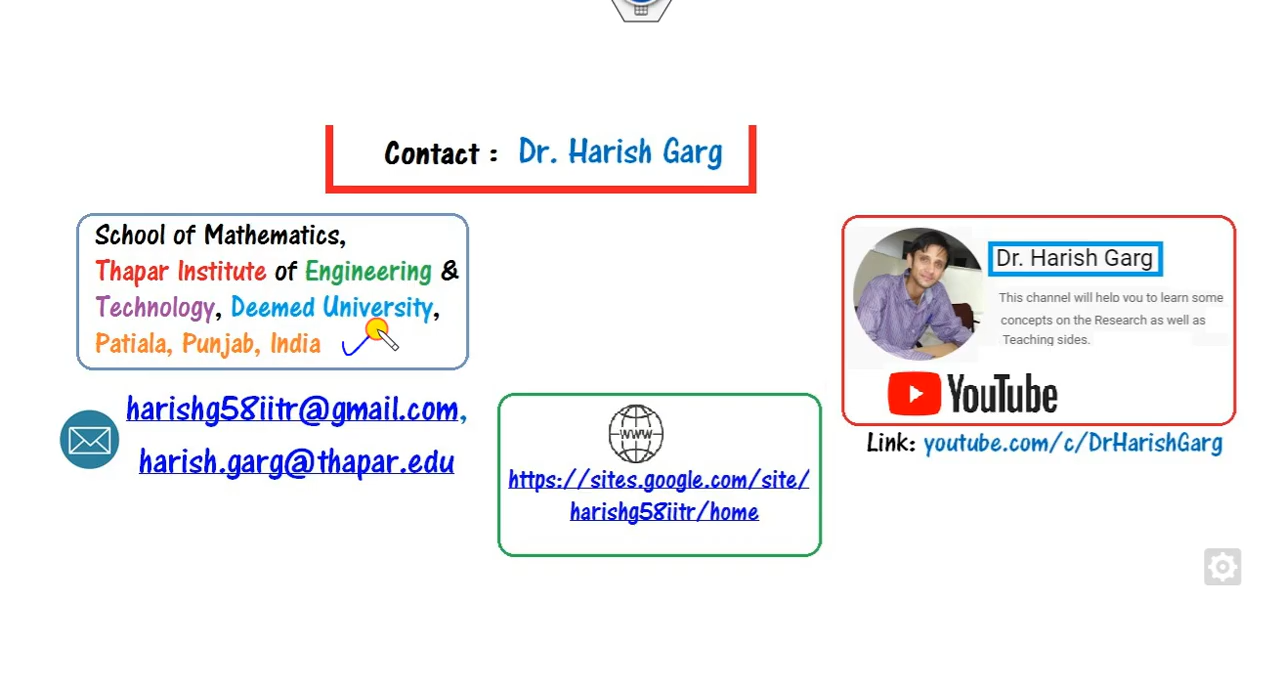 Contact : Dr. Harish Garg
School of Mathematics,
Thapar Institute of Engineering &
Technology, Deemed University,
Patiala, Punjab, India
harishg58iitr@gmail.com,
harish.garg@thapar.edu
www
https://sites.google.com/site/
harishg58iitr/home
Dr. Harish Garg
This channel will help you to learn some
concepts on the Research as well as
Teaching sides.
YouTube
Link: youtube.com/c/DrHarishGarg